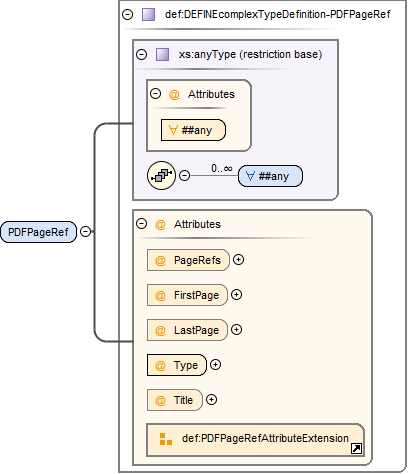 def:DEFINEcomplexTypeDefinition-PDFPageRef
xs:anyType (restriction base)
@ Attributes
∀ ##any
0..∞
∀ ##any
PDFPageRef
@ Attributes
@ PageRefs
@ FirstPage
@ LastPage
@ Type
@ Title
def:PDFPageRefAttributeExtension